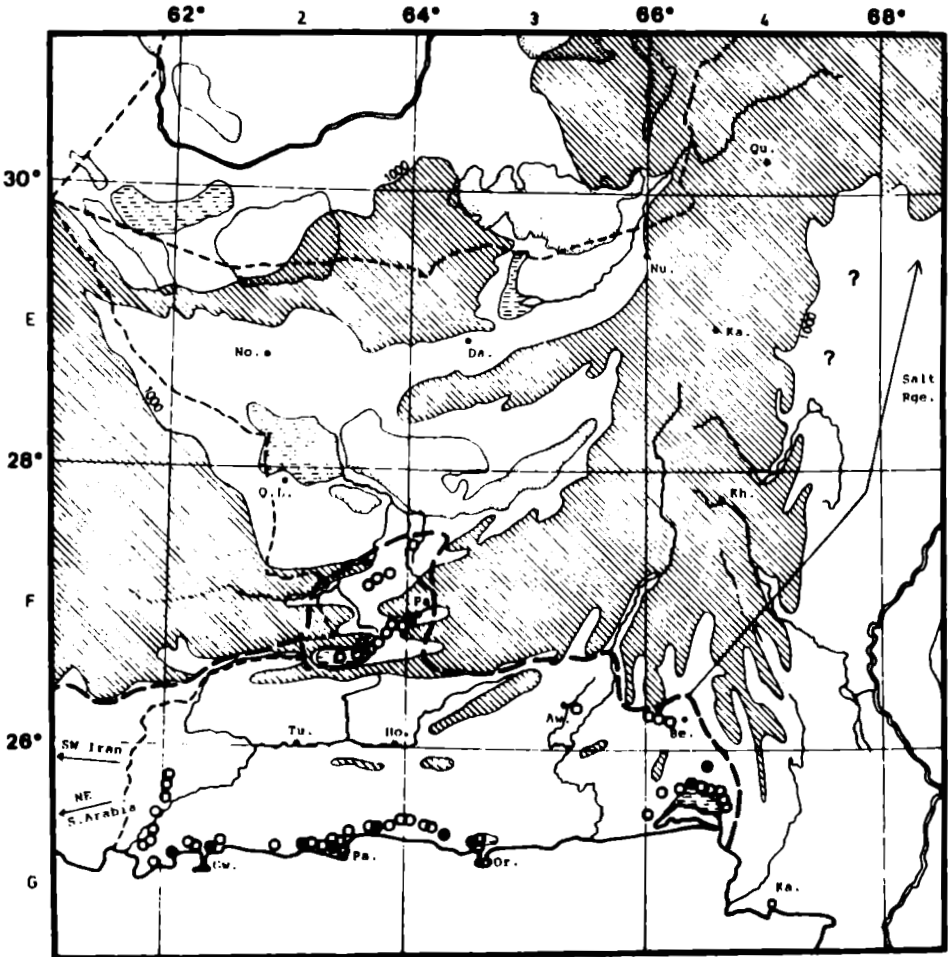 62° 2 64° 3 66° 4 68°
Qu.
1000
30°
Nu.
?
E
Ka.
1000
No.
Da.
?
Salt
Rge.
1000
28°
Q.L.
Kh.
F
Pa.
Aw.
Be.
Tu.
Ho.
26°
SW Iran
NE
S.Arabia
Gw.
Pa.
Or.
G
Ka.